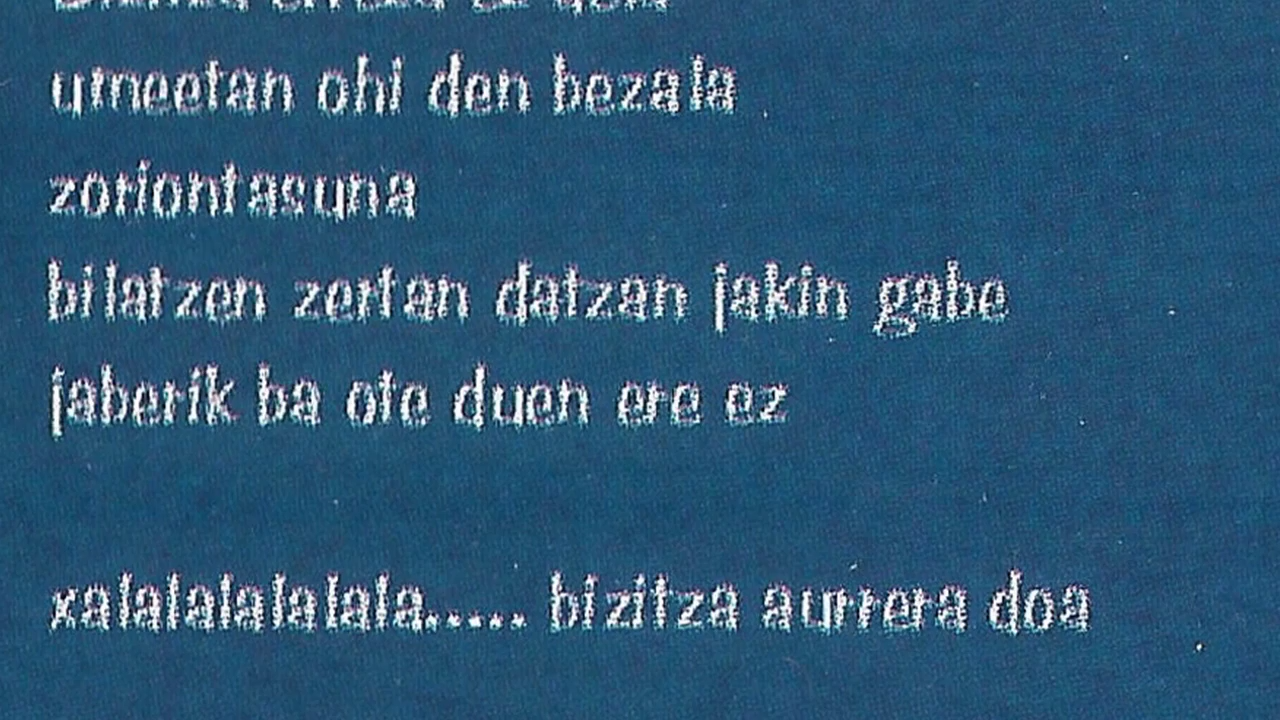 umeetan ohi den bezala
zoriontasuna
bilatzen zertan datzan jakin gabe
jaberik ba ote duen ere ez
xalalalalalala..... bizitza aurrera doa